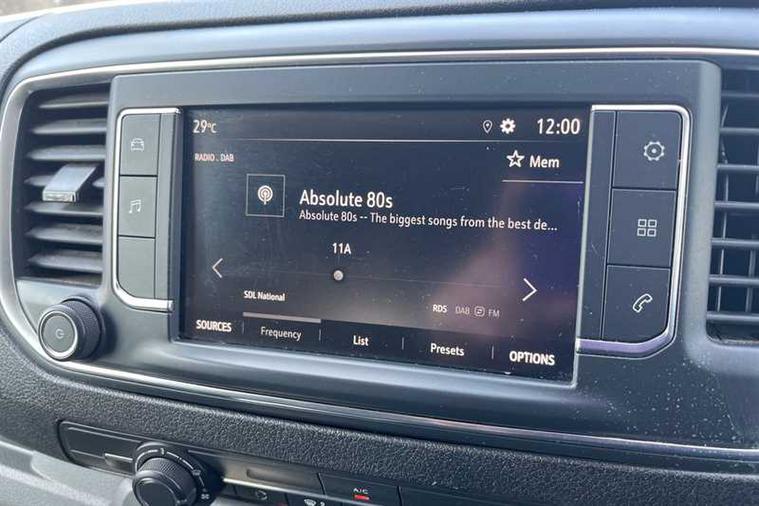 29°C
12:00
RADIO . DAB
Mem
Absolute 80s
Absolute 80s -- The biggest songs from the best de...
11A
SDL National
RDS DAB FM
SOURCES Frequency List Presets OPTIONS
A/C